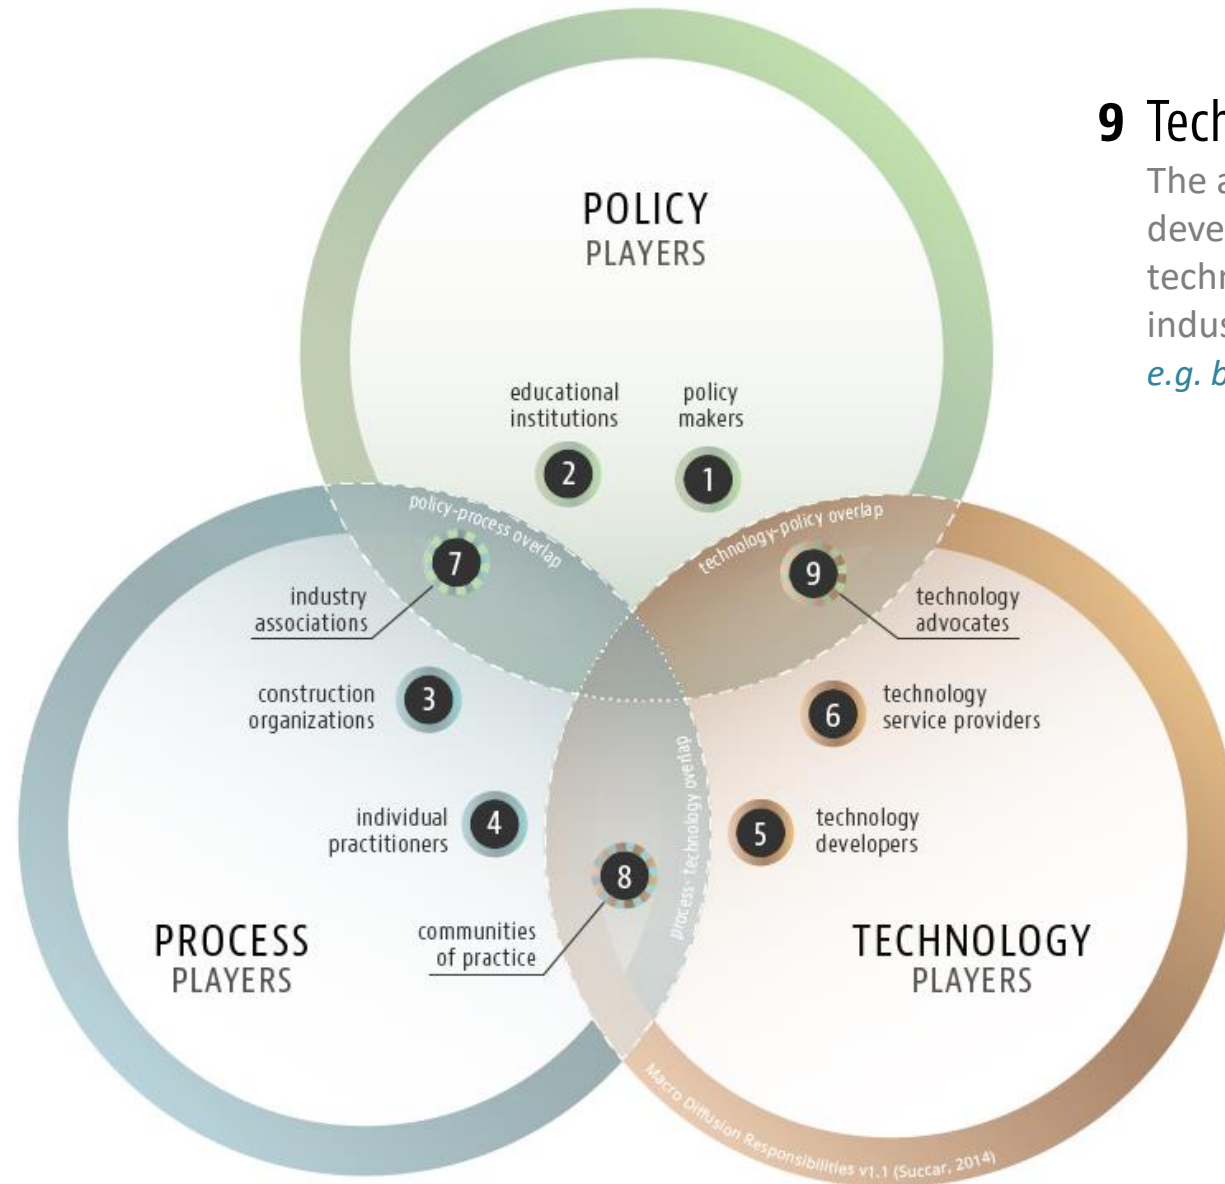 POLICY
PLAYERS
educational
institutions
policy
makers
2
1
policy-process overlap
technology-policy overlap
7
9
industry
associations
technology
advocates
construction
organizations
3
6
technology
service providers
individual
practitioners
4
5
technology
developers
8
process- technology overlap
communities
of practice
PROCESS
PLAYERS
TECHNOLOGY
PLAYERS
Macro Diffusion Responsibilities v1.1 (Succar, 2014)
9 Tech
The a
deve
techn
indus
e.g. b